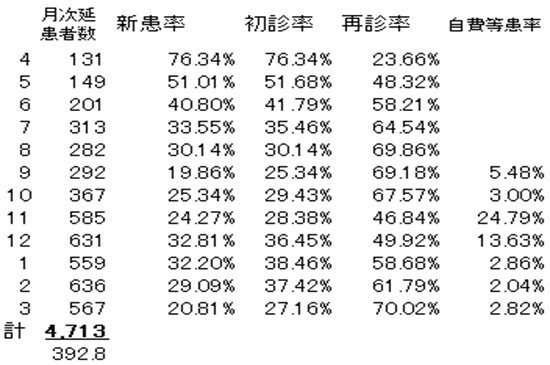 月次延患者数 新患率 初診率 再診率 自費等患率
4 131 76.34% 76.34% 23.66%
5 149 51.01% 51.68% 48.32%
6 201 40.80% 41.79% 58.21%
7 313 33.55% 35.46% 64.54%
8 282 30.14% 30.14% 69.86%
9 292 19.86% 25.34% 69.18% 5.48%
10 367 25.34% 29.43% 67.57% 3.00%
11 585 24.27% 28.38% 46.84% 24.79%
12 631 32.81% 36.45% 49.92% 13.63%
1 559 32.20% 38.46% 58.68% 2.86%
2 636 29.09% 37.42% 61.79% 2.04%
3 567 20.81% 27.16% 70.02% 2.82%
計 4,713
392.8